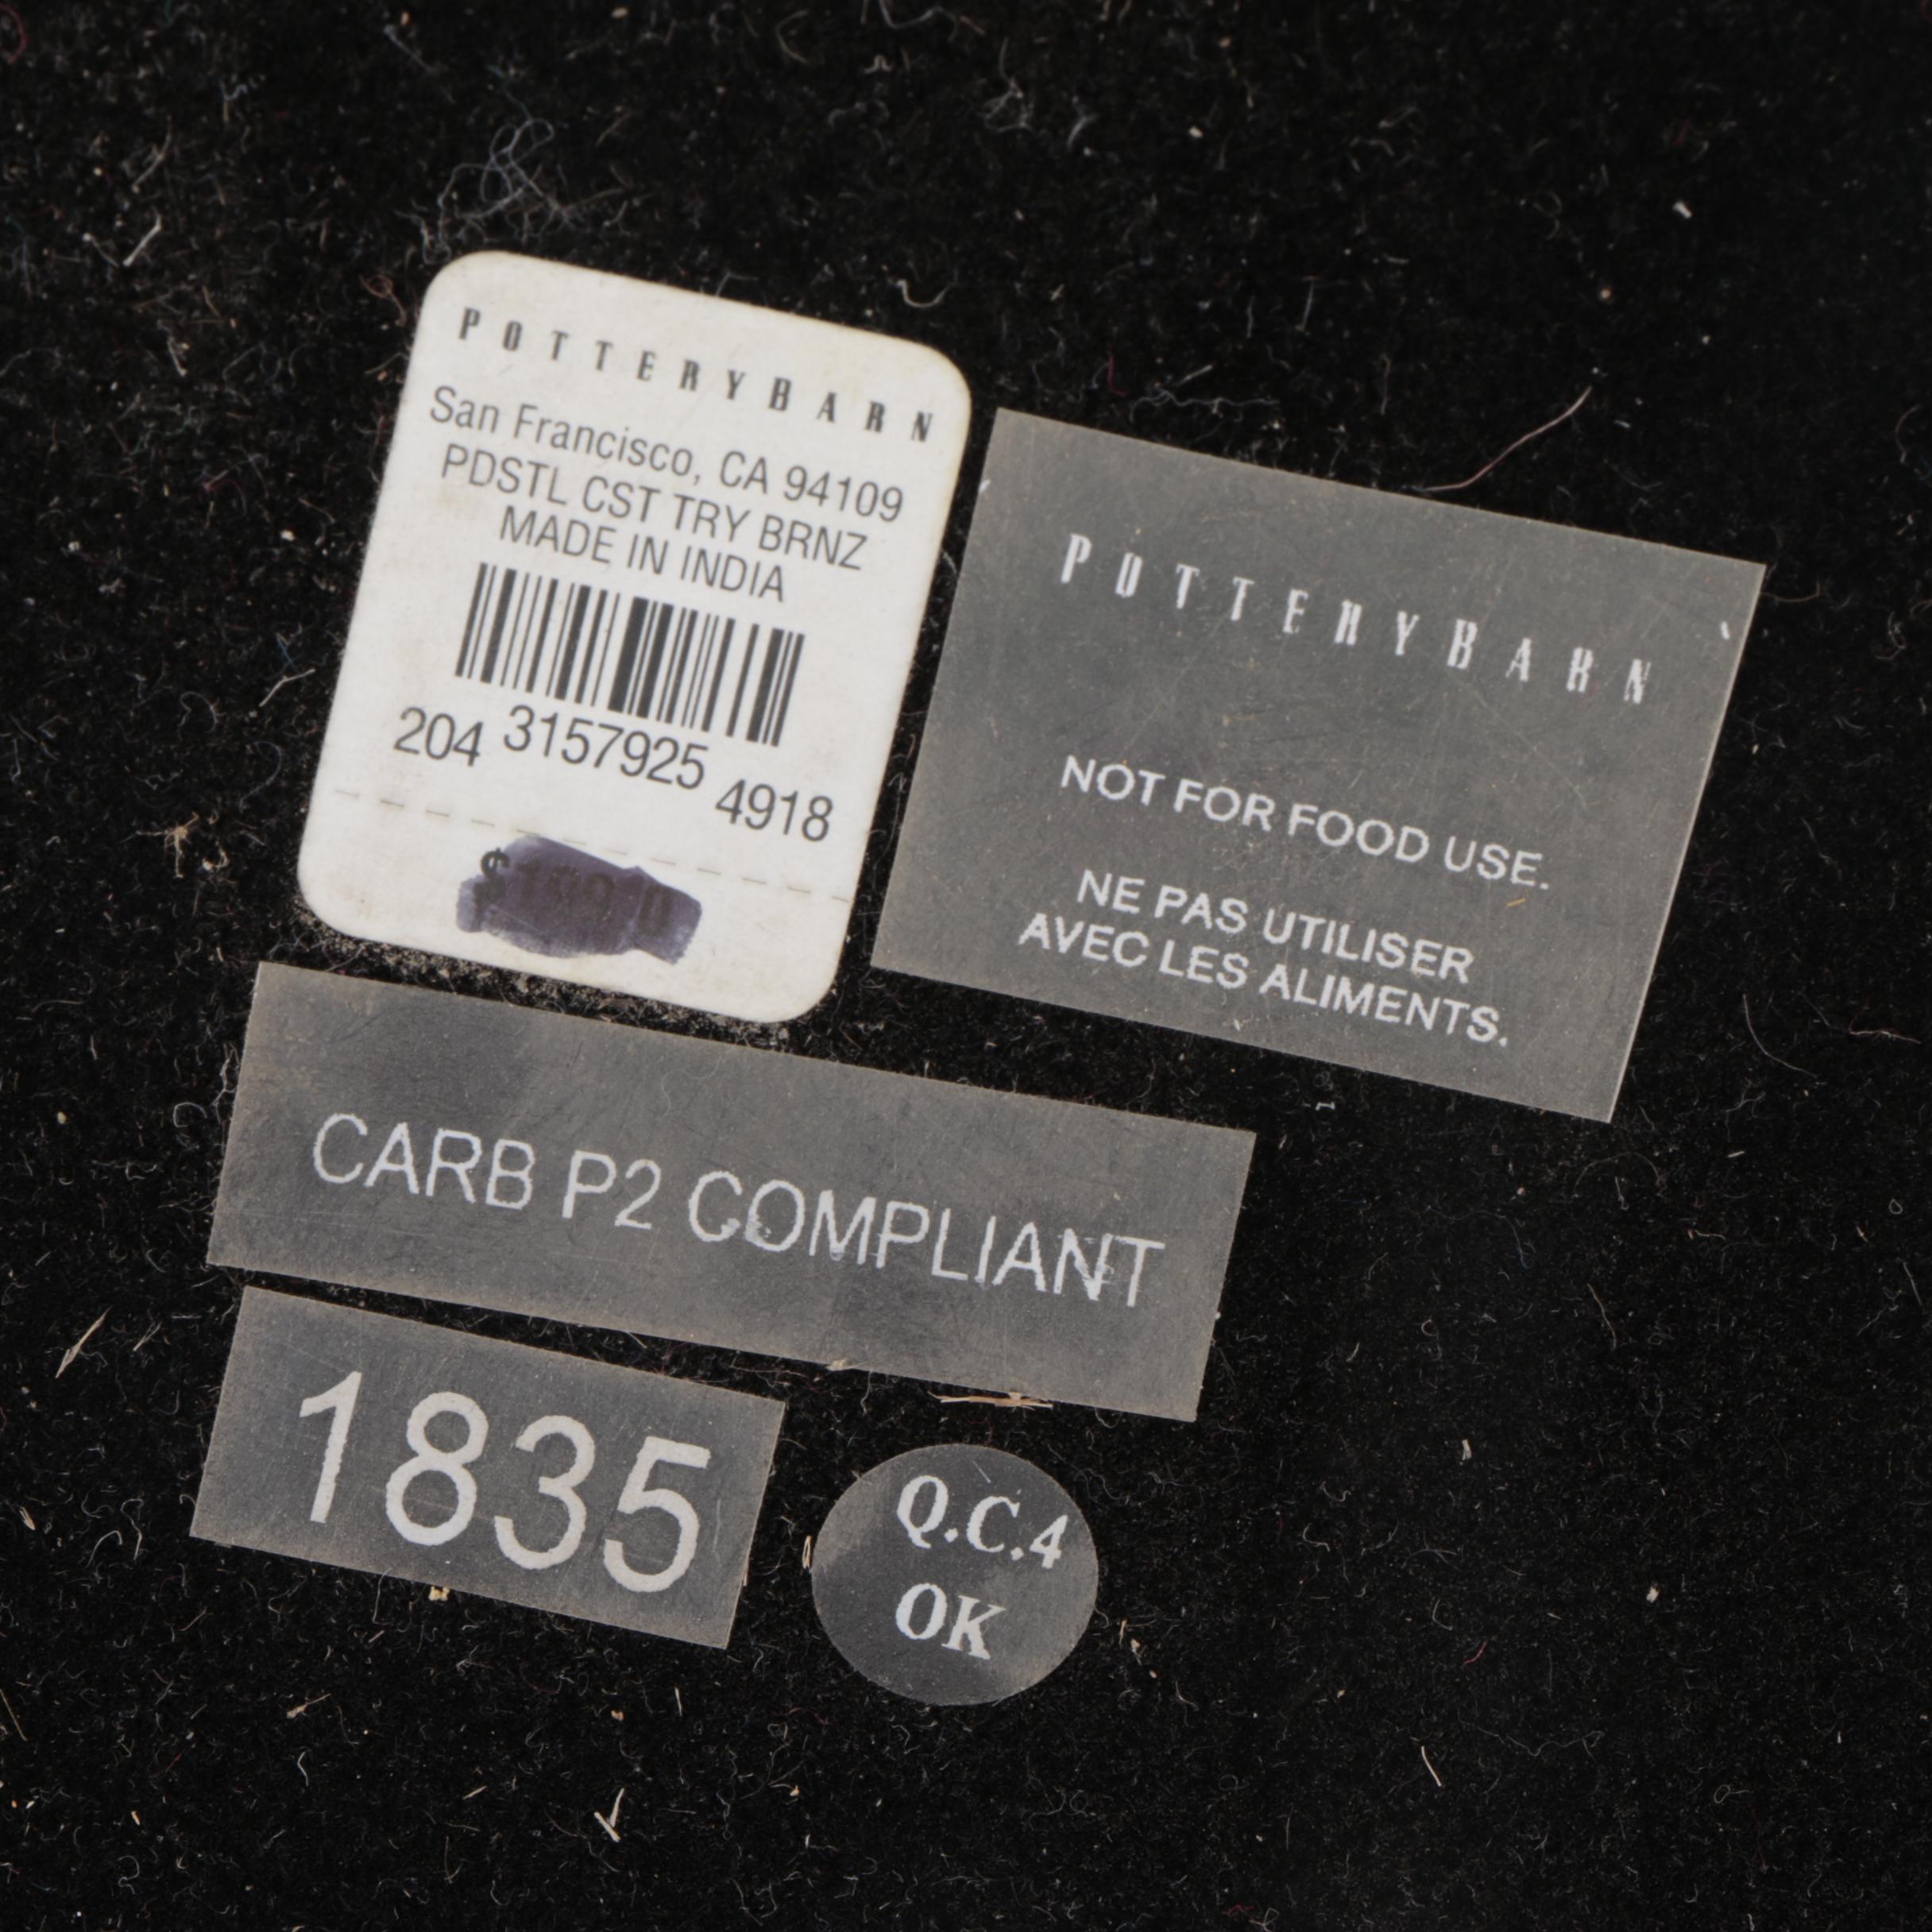 POTTERYBARN
San Francisco, CA 94109
PDSTL CST TRY BRNZ
MADE IN INDIA
204 3157925 4918
POTTERYBARN
NOT FOR FOOD USE.
NE PAS UTILISER
AVEC LES ALIMENTS.
CARB P2 COMPLIANT
1835
Q.C.4
OK